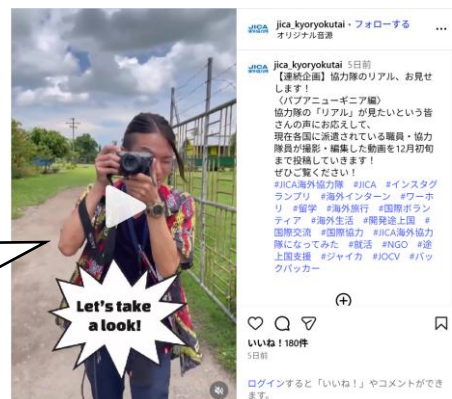 Let's take
a look!
JICA
jica_kyoryokutai・フォローする
オリジナル音源
JICA
jica_kyoryokutai 5日前
【連続企画】協力隊のリアル、お見せ
します！
〈パプアニューギニア編〉
協力隊の「リアル」が見たいという皆
さんの声にお応えして、
現在各国に派遣されている職員・協力
隊員が撮影・編集した動画を12月初旬
まで投稿していきます！
ぜひご覧ください！
#JICA海外協力隊 #JICA #インスタグ
ランプリ #海外インターン #ワーホ
リ #留学 #海外旅行 #国際ボラン
ティア #海外生活 #開発途上国 #
国際交流 #国際協力 #JICA海外協力
隊になってみた #就活 #NGO #途
上国支援 #ジャイカ #JOCV #バッ
クパッカー
いいね！180件
5日前
ログインすると「いいね！」やコメントができ
ます。